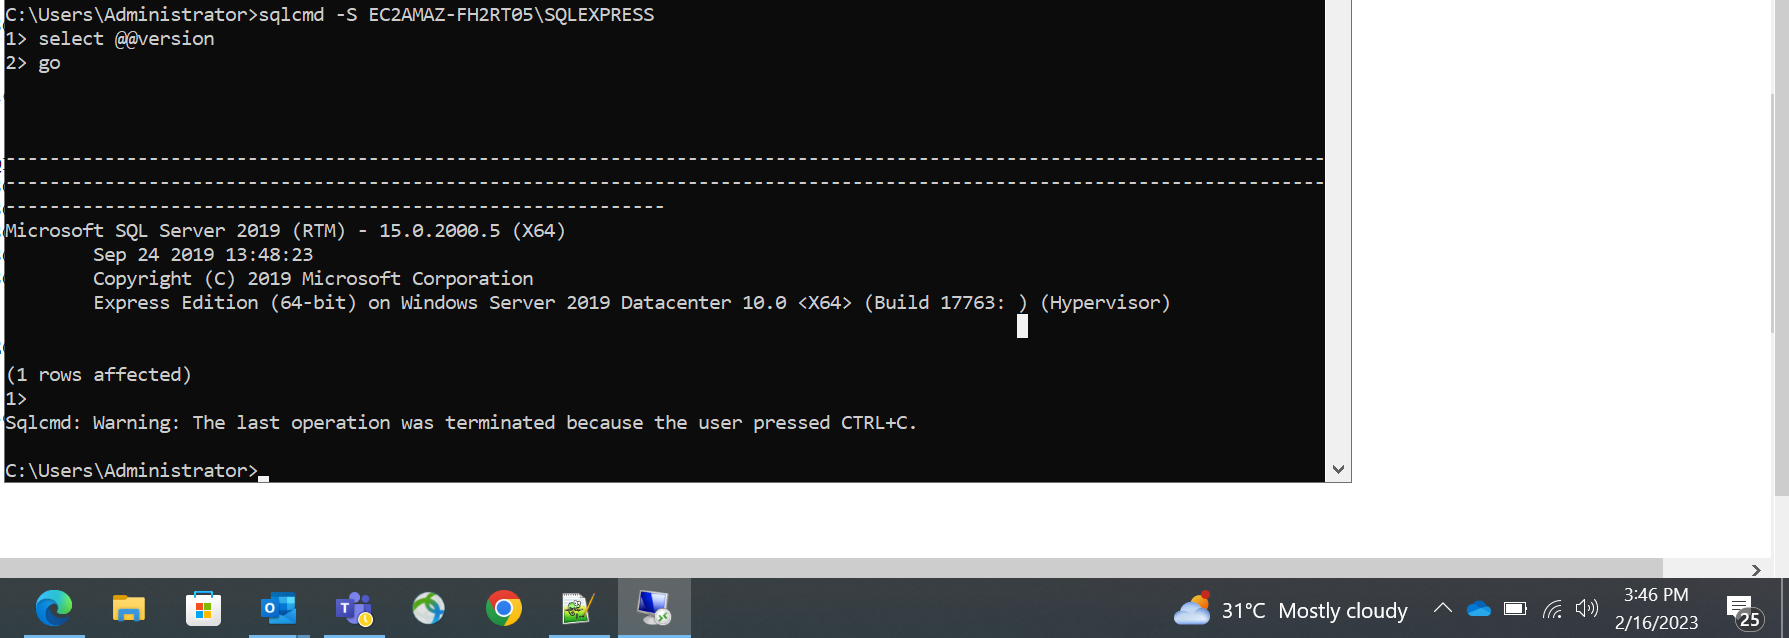 C:\Users\Administrator>sqlcmd -S EC2AMAZ-FH2RT05\SQLEXPRESS
1> select @@version
2> go
------------------------------------------------------------------------------------------------------------------------
------------------------------------------------------------------------------------------------------------------------
------------------------------------------------------------
Microsoft SQL Server 2019 (RTM) - 15.0.2000.5 (X64)
Sep 24 2019 13:48:23
Copyright (C) 2019 Microsoft Corporation
Express Edition (64-bit) on Windows Server 2019 Datacenter 10.0 <X64> (Build 17763: ) (Hypervisor)
(1 rows affected)
1>
Sqlcmd: Warning: The last operation was terminated because the user pressed CTRL+C.
C:\Users\Administrator>
31°C Mostly cloudy
3:46 PM
2/16/2023
25